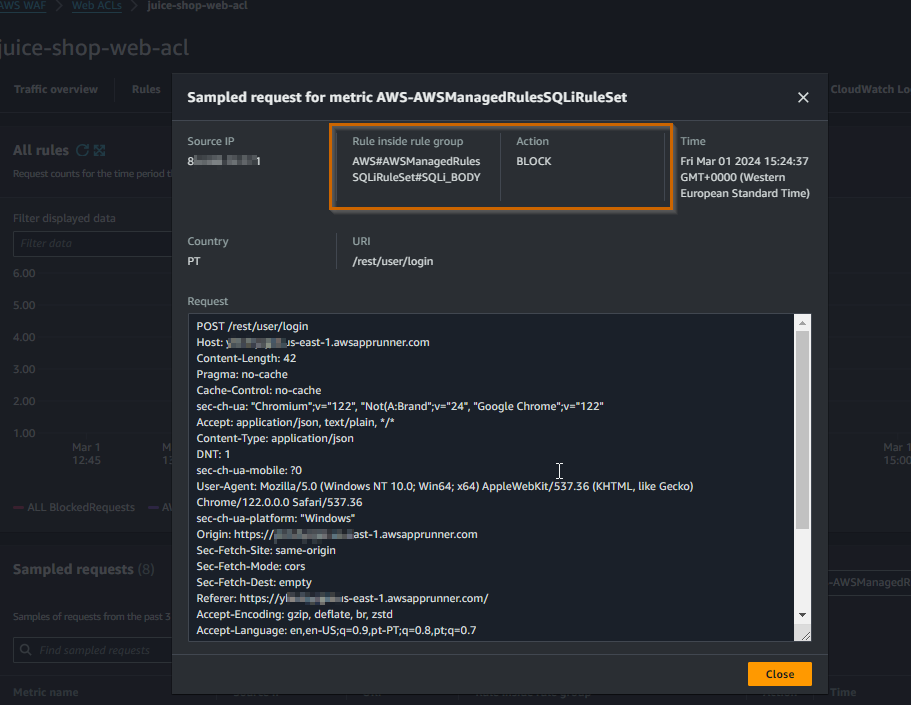 AWS WAF > Web ACLs > juice-shop-web-acl
juice-shop-web-acl
Traffic overview
Rules
CloudWatch Lo
Sampled request for metric AWS-AWSManagedRulesSQLiRuleSet
All rules
Request counts for the time period t
Filter displayed data
Filter data
6.00
5.00
4.00
3.00
2.00
1.00
Mar 1
12:45
M
13
Mar
15:00
ALL BlockedRequests
Sampled requests (8)
-AWSManagedR
Samples of requests from the past 3
Find sampled requests
Metric name
Time
Source IP
8 1
Rule inside rule group
AWS#AWSManagedRules
SQLiRuleSet#SQLi_BODY
Action
BLOCK
Time
Fri Mar 01 2024 15:24:37
GMT+0000 (Western
European Standard Time)
Country
PT
URI
/rest/user/login
Request
POST /rest/user/login
Host: y us-east-1.awsapprunner.com
Content-Length: 42
Pragma: no-cache
Cache-Control: no-cache
sec-ch-ua: "Chromium";v="122", "Not(A:Brand";v="24", "Google Chrome";v="122"
Accept: application/json, text/plain, */*
Content-Type: application/json
DNT: 1
sec-ch-ua-mobile: ?0
User-Agent: Mozilla/5.0 (Windows NT 10.0; Win64; x64) AppleWebKit/537.36 (KHTML, like Gecko)
Chrome/122.0.0.0 Safari/537.36
sec-ch-ua-platform: "Windows"
Origin: https:// ast-1.awsapprunner.com
Sec-Fetch-Site: same-origin
Sec-Fetch-Mode: cors
Sec-Fetch-Dest: empty
Referer: https://y s-east-1.awsapprunner.com/
Accept-Encoding: gzip, deflate, br, zstd
Accept-Language: en,en-US;q=0.9,pt-PT;q=0.8,pt;q=0.7
Close